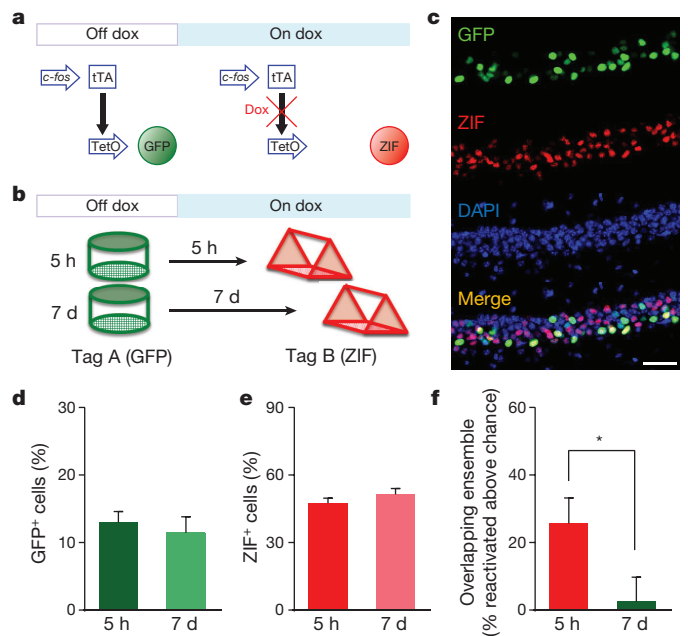 a
Off dox On dox
c-fos tTA c-fos tTA
Dox
TetO GFP TetO ZIF
b
Off dox On dox
5 h 5 h
7 d 7 d
Tag A (GFP) Tag B (ZIF)
c
GFP
ZIF
DAPI
Merge
d
GFP+ cells (%)
30
20
10
0
5 h 7 d
e
ZIF+ cells (%)
90
60
30
0
5 h 7 d
f
Overlapping ensemble
(% reactivated above chance)
60
40
20
0
*
5 h 7 d